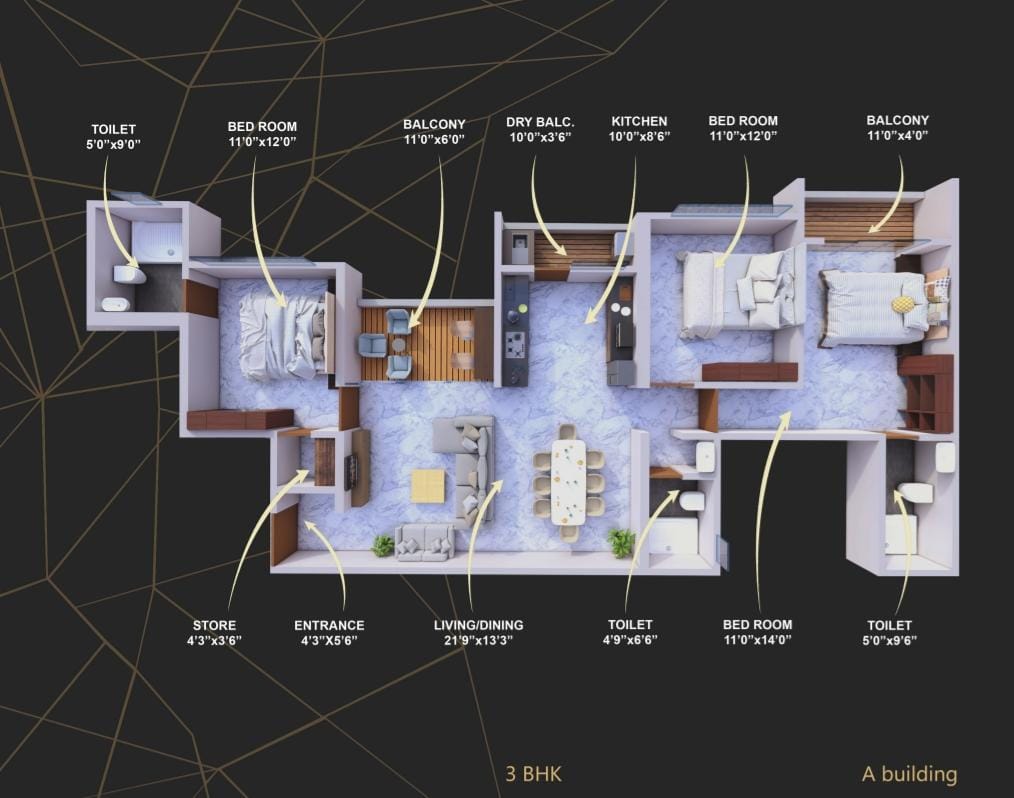 TOILET
5’0”x9’0”
BED ROOM
11’0”x12’0”
BALCONY
11’0”x6’0”
DRY BALC.
10’0”x3’6”
KITCHEN
10’0”x8’6”
BED ROOM
11’0”x12’0”
BALCONY
11’0”x4’0”
STORE
4’3”x3’6”
ENTRANCE
4’3”X5’6”
LIVING/DINING
21’9”x13’3”
TOILET
4’9”x6’6”
BED ROOM
11’0”x14’0”
TOILET
5’0”x9’6”
3 BHK
A building